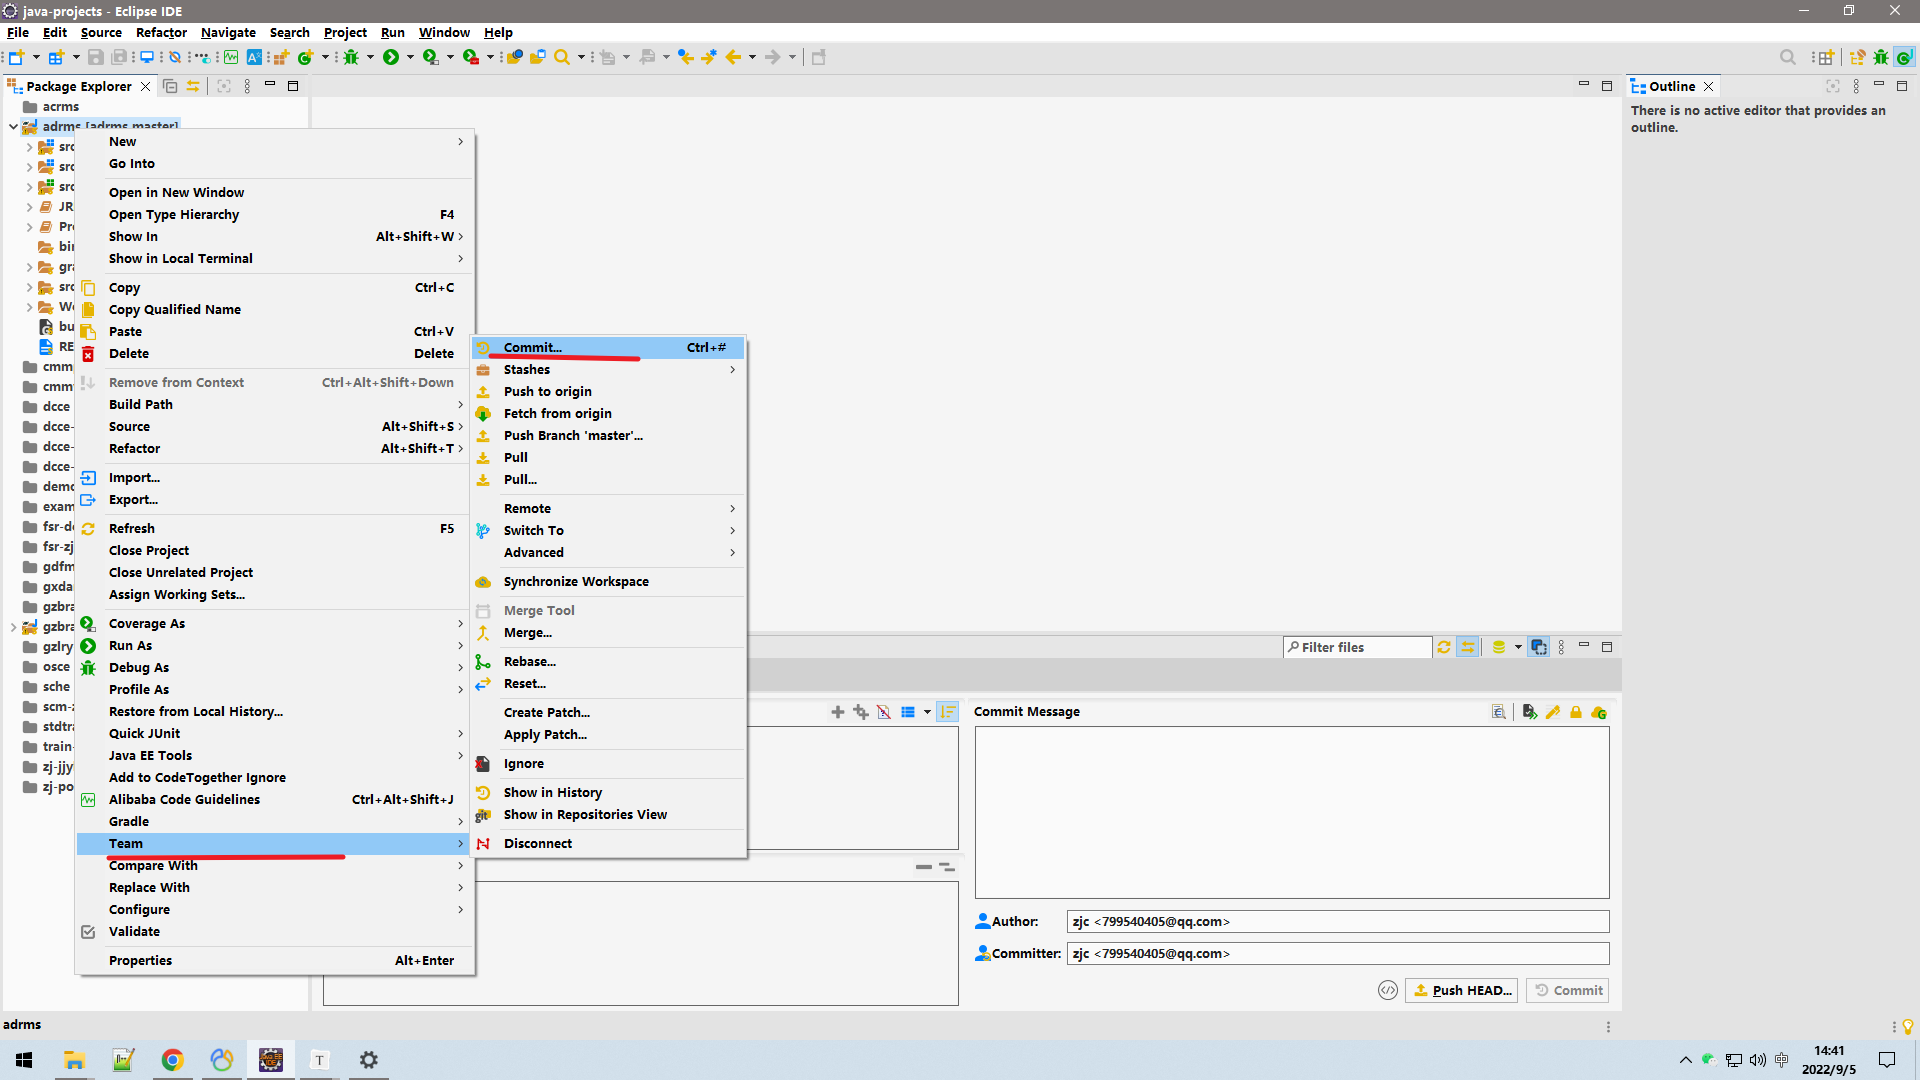 java-projects - Eclipse IDE
File Edit Source Refactor Navigate Search Project Run Window Help
Package Explorer
Outline
There is no active editor that provides an
outline.
acrms
adrms [adrms master]
src
src
src
JR
Pr
bin
gra
src
We
bu
RE
cmm
cmm
dcce
dcce-
dcce-
dcce-
demo
exam
fsr-de
fsr-zj
gdfm
gxda
gzbra
gzbra
gzlry
osce
sche
scm-z
stdtra
train-
zj-jjy
zj-po
New
Go Into
Open in New Window
Open Type Hierarchy F4
Show In Alt+Shift+W
Show in Local Terminal
Copy Ctrl+C
Copy Qualified Name
Paste Ctrl+V
Delete Delete
Remove from Context Ctrl+Alt+Shift+Down
Build Path
Source Alt+Shift+S
Refactor Alt+Shift+T
Import...
Export...
Refresh F5
Close Project
Close Unrelated Project
Assign Working Sets...
Coverage As
Run As
Debug As
Profile As
Restore from Local History...
Quick JUnit
Java EE Tools
Add to CodeTogether Ignore
Alibaba Code Guidelines Ctrl+Alt+Shift+J
Gradle
Team
Compare With
Replace With
Configure
Validate
Properties Alt+Enter
Commit... Ctrl+#
Stashes
Push to origin
Fetch from origin
Push Branch 'master'...
Pull
Pull...
Remote
Switch To
Advanced
Synchronize Workspace
Merge Tool
Merge...
Rebase...
Reset...
Create Patch...
Apply Patch...
Ignore
Show in History
Show in Repositories View
Disconnect
Filter files
Commit Message
Author: zjc <799540405@qq.com>
Committer: zjc <799540405@qq.com>
Push HEAD... Commit
adrms
中
14:41
2022/9/5